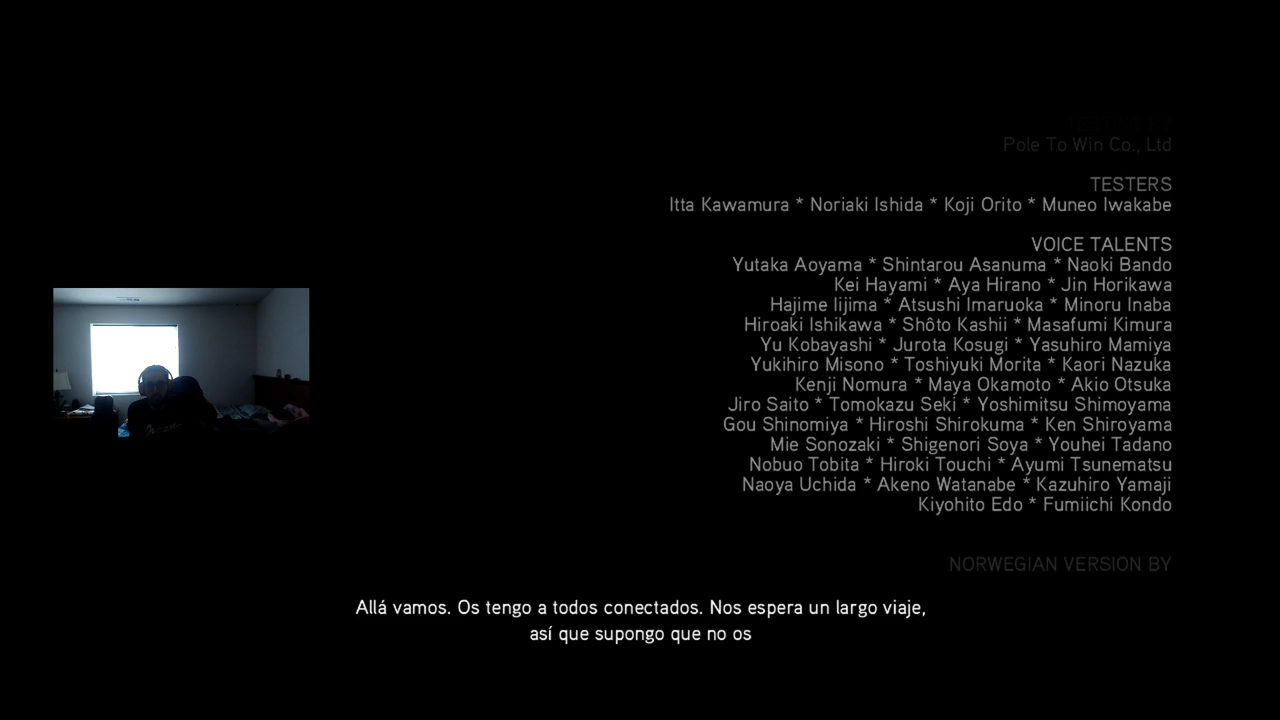 TESTING BY
Pole To Win Co., Ltd
TESTERS
Itta Kawamura * Noriaki Ishida * Koji Orito * Muneo Iwakabe
VOICE TALENTS
Yutaka Aoyama * Shintarou Asanuma * Naoki Bando
Kei Hayami * Aya Hirano * Jin Horikawa
Hajime Iijima * Atsushi Imaruoka * Minoru Inaba
Hiroaki Ishikawa * Shôto Kashii * Masafumi Kimura
Yu Kobayashi * Jurota Kosugi * Yasuhiro Mamiya
Yukihiro Misono * Toshiyuki Morita * Kaori Nazuka
Kenji Nomura * Maya Okamoto * Akio Otsuka
Jiro Saito * Tomokazu Seki * Yoshimitsu Shimoyama
Gou Shinomiya * Hiroshi Shirokuma * Ken Shiroyama
Mie Sonozaki * Shigenori Soya * Youhei Tadano
Nobuo Tobita * Hiroki Touchi * Ayumi Tsunematsu
Naoya Uchida * Akeno Watanabe * Kazuhiro Yamaji
Kiyohito Edo * Fumiichi Kondo
NORWEGIAN VERSION BY
Allá vamos. Os tengo a todos conectados. Nos espera un largo viaje,
así que supongo que no os